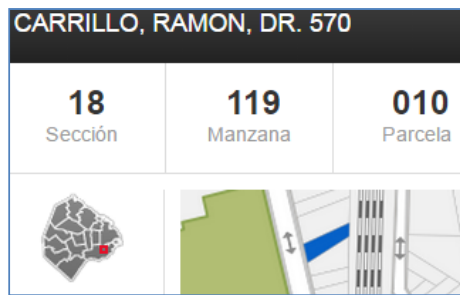 CARRILLO, RAMON, DR. 570
18 119 010
Sección Manzana Parcela